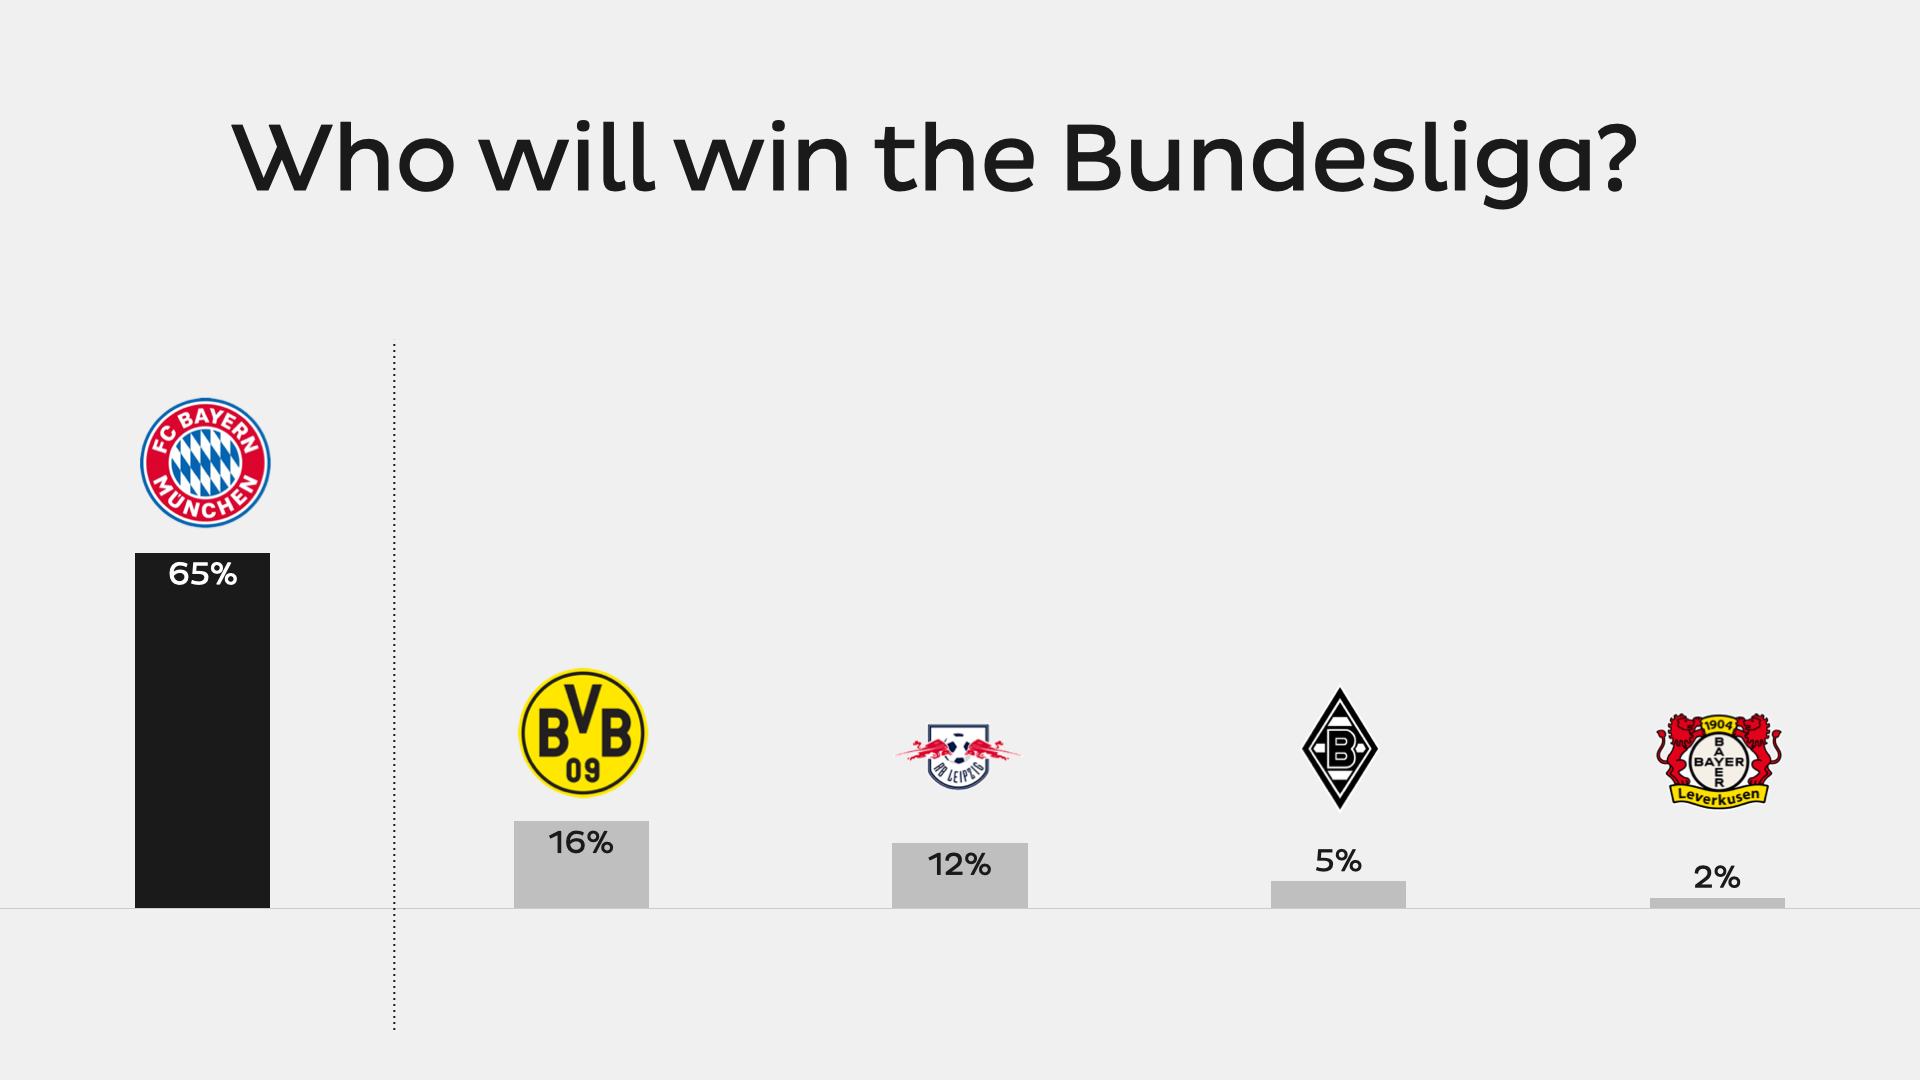 Who will win the Bundesliga?
FC BAYERN
MÜNCHEN
65%
BVB
09
16%
RB LEIPZIG
12%
B
5%
1904
BAYER
BAYER
Leverkusen
2%